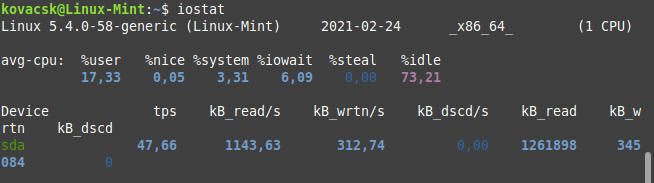 kovacsk@Linux-Mint:~$ iostat
Linux 5.4.0-58-generic (Linux-Mint) 2021-02-24 _x86_64_ (1 CPU)
avg-cpu: %user %nice %system %iowait %steal %idle
17,33 0,05 3,31 6,09 0,00 73,21
Device tps kB_read/s kB_wrtn/s kB_dscd/s kB_read kB_w
rtn kB_dscd
sda 47,66 1143,63 312,74 0,00 1261898 345
084 0